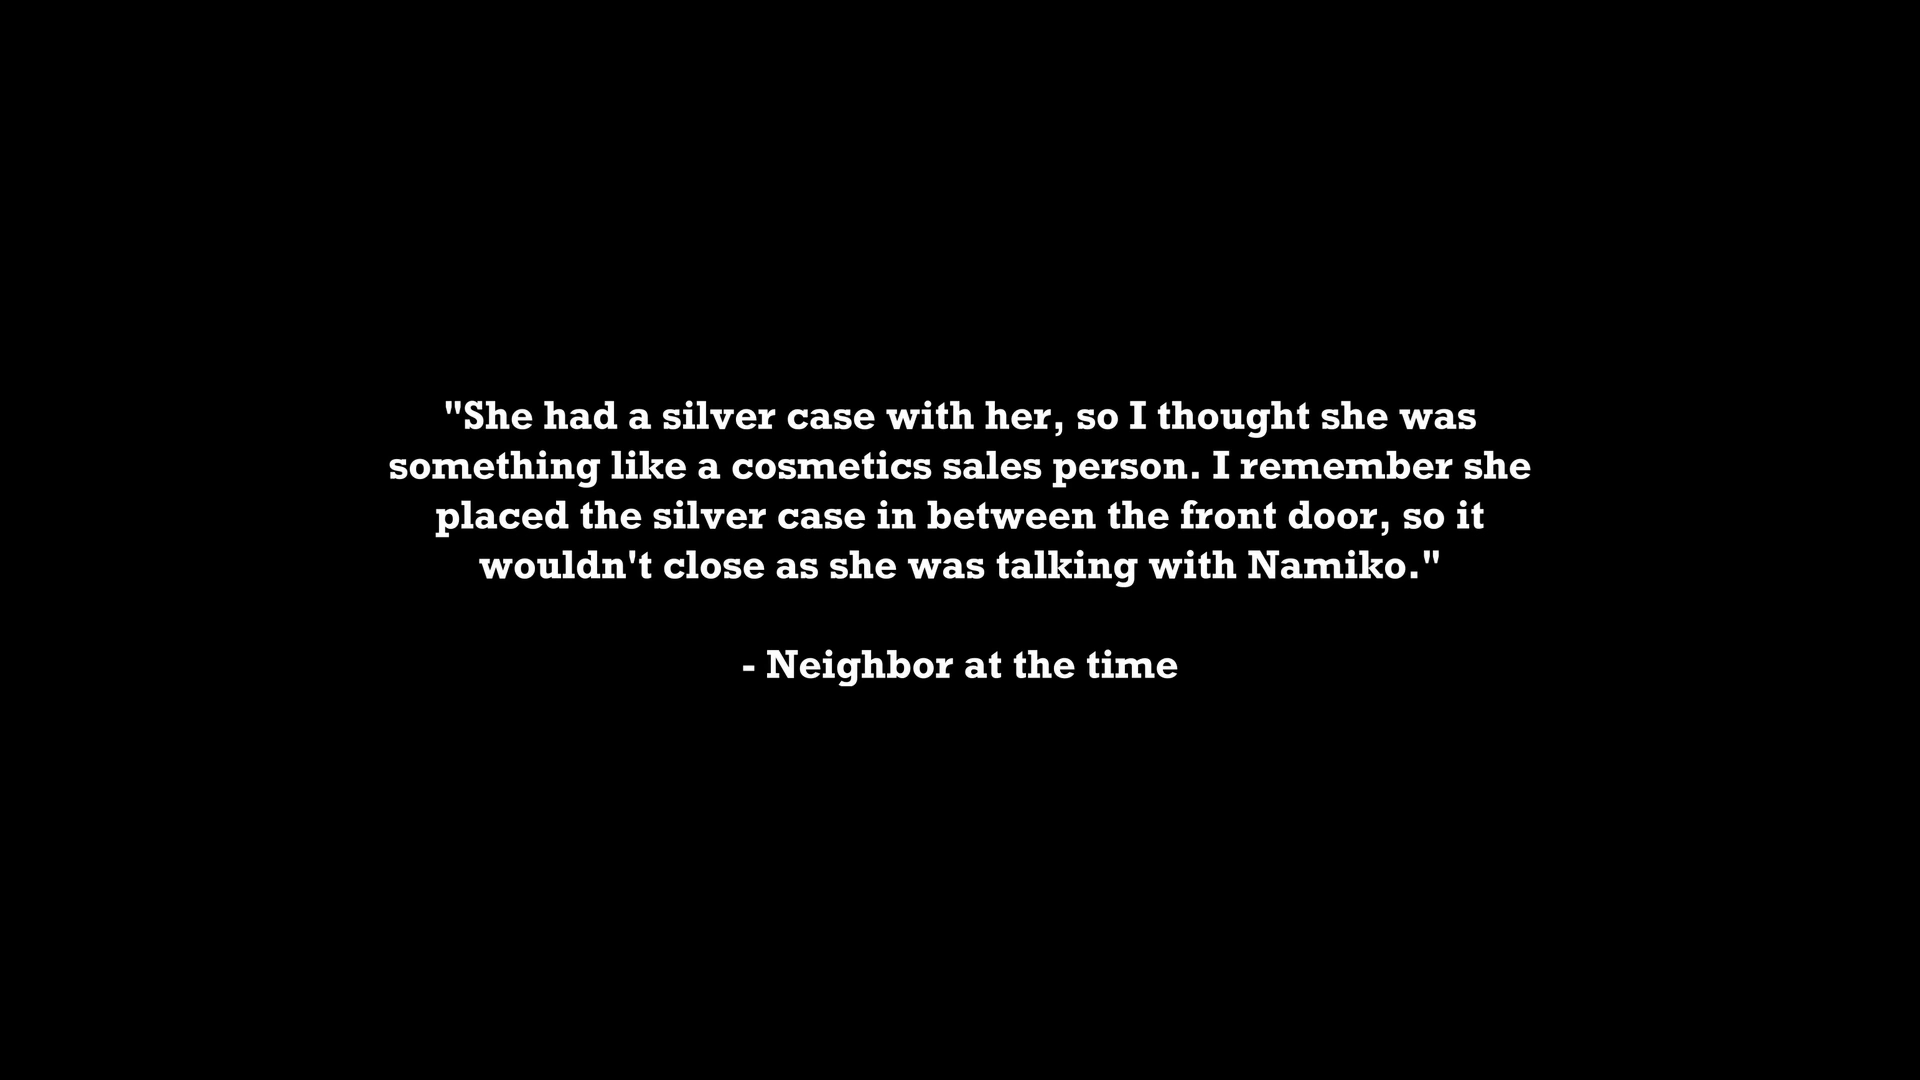 "She had a silver case with her, so I thought she was
something like a cosmetics sales person. I remember she
placed the silver case in between the front door, so it
wouldn't close as she was talking with Namiko."
- Neighbor at the time